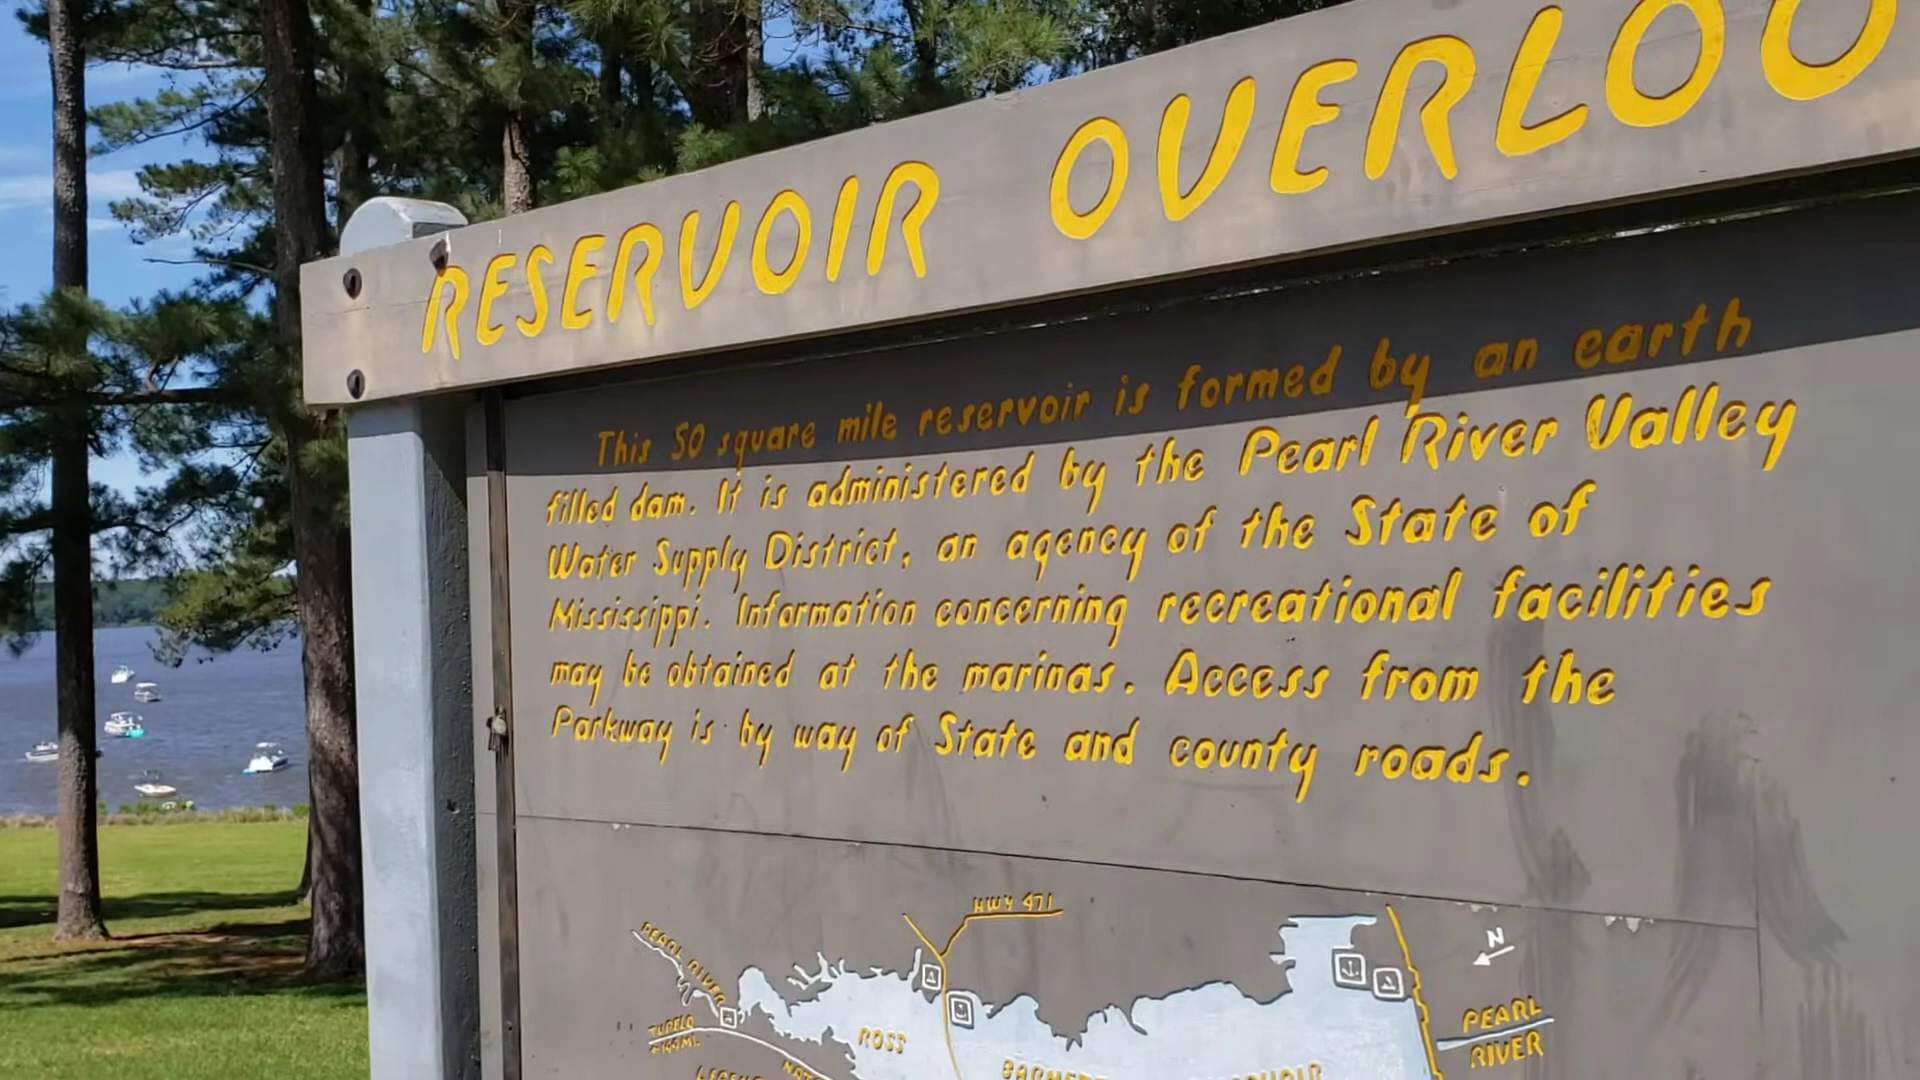 RESERVOIR OVERLOO
This 50 square mile reservoir is formed by an earth
filled dam. It is administered by the Pearl River Valley
Water Supply District, an agency of the State of
Mississippi. Information concerning recreational facilities
may be obtained at the marinas. Access from the
Parkway is by way of State and county roads.
HWY 471
PEARL RIVER
N
PEARL
RIVER
TUPELO
ROSS